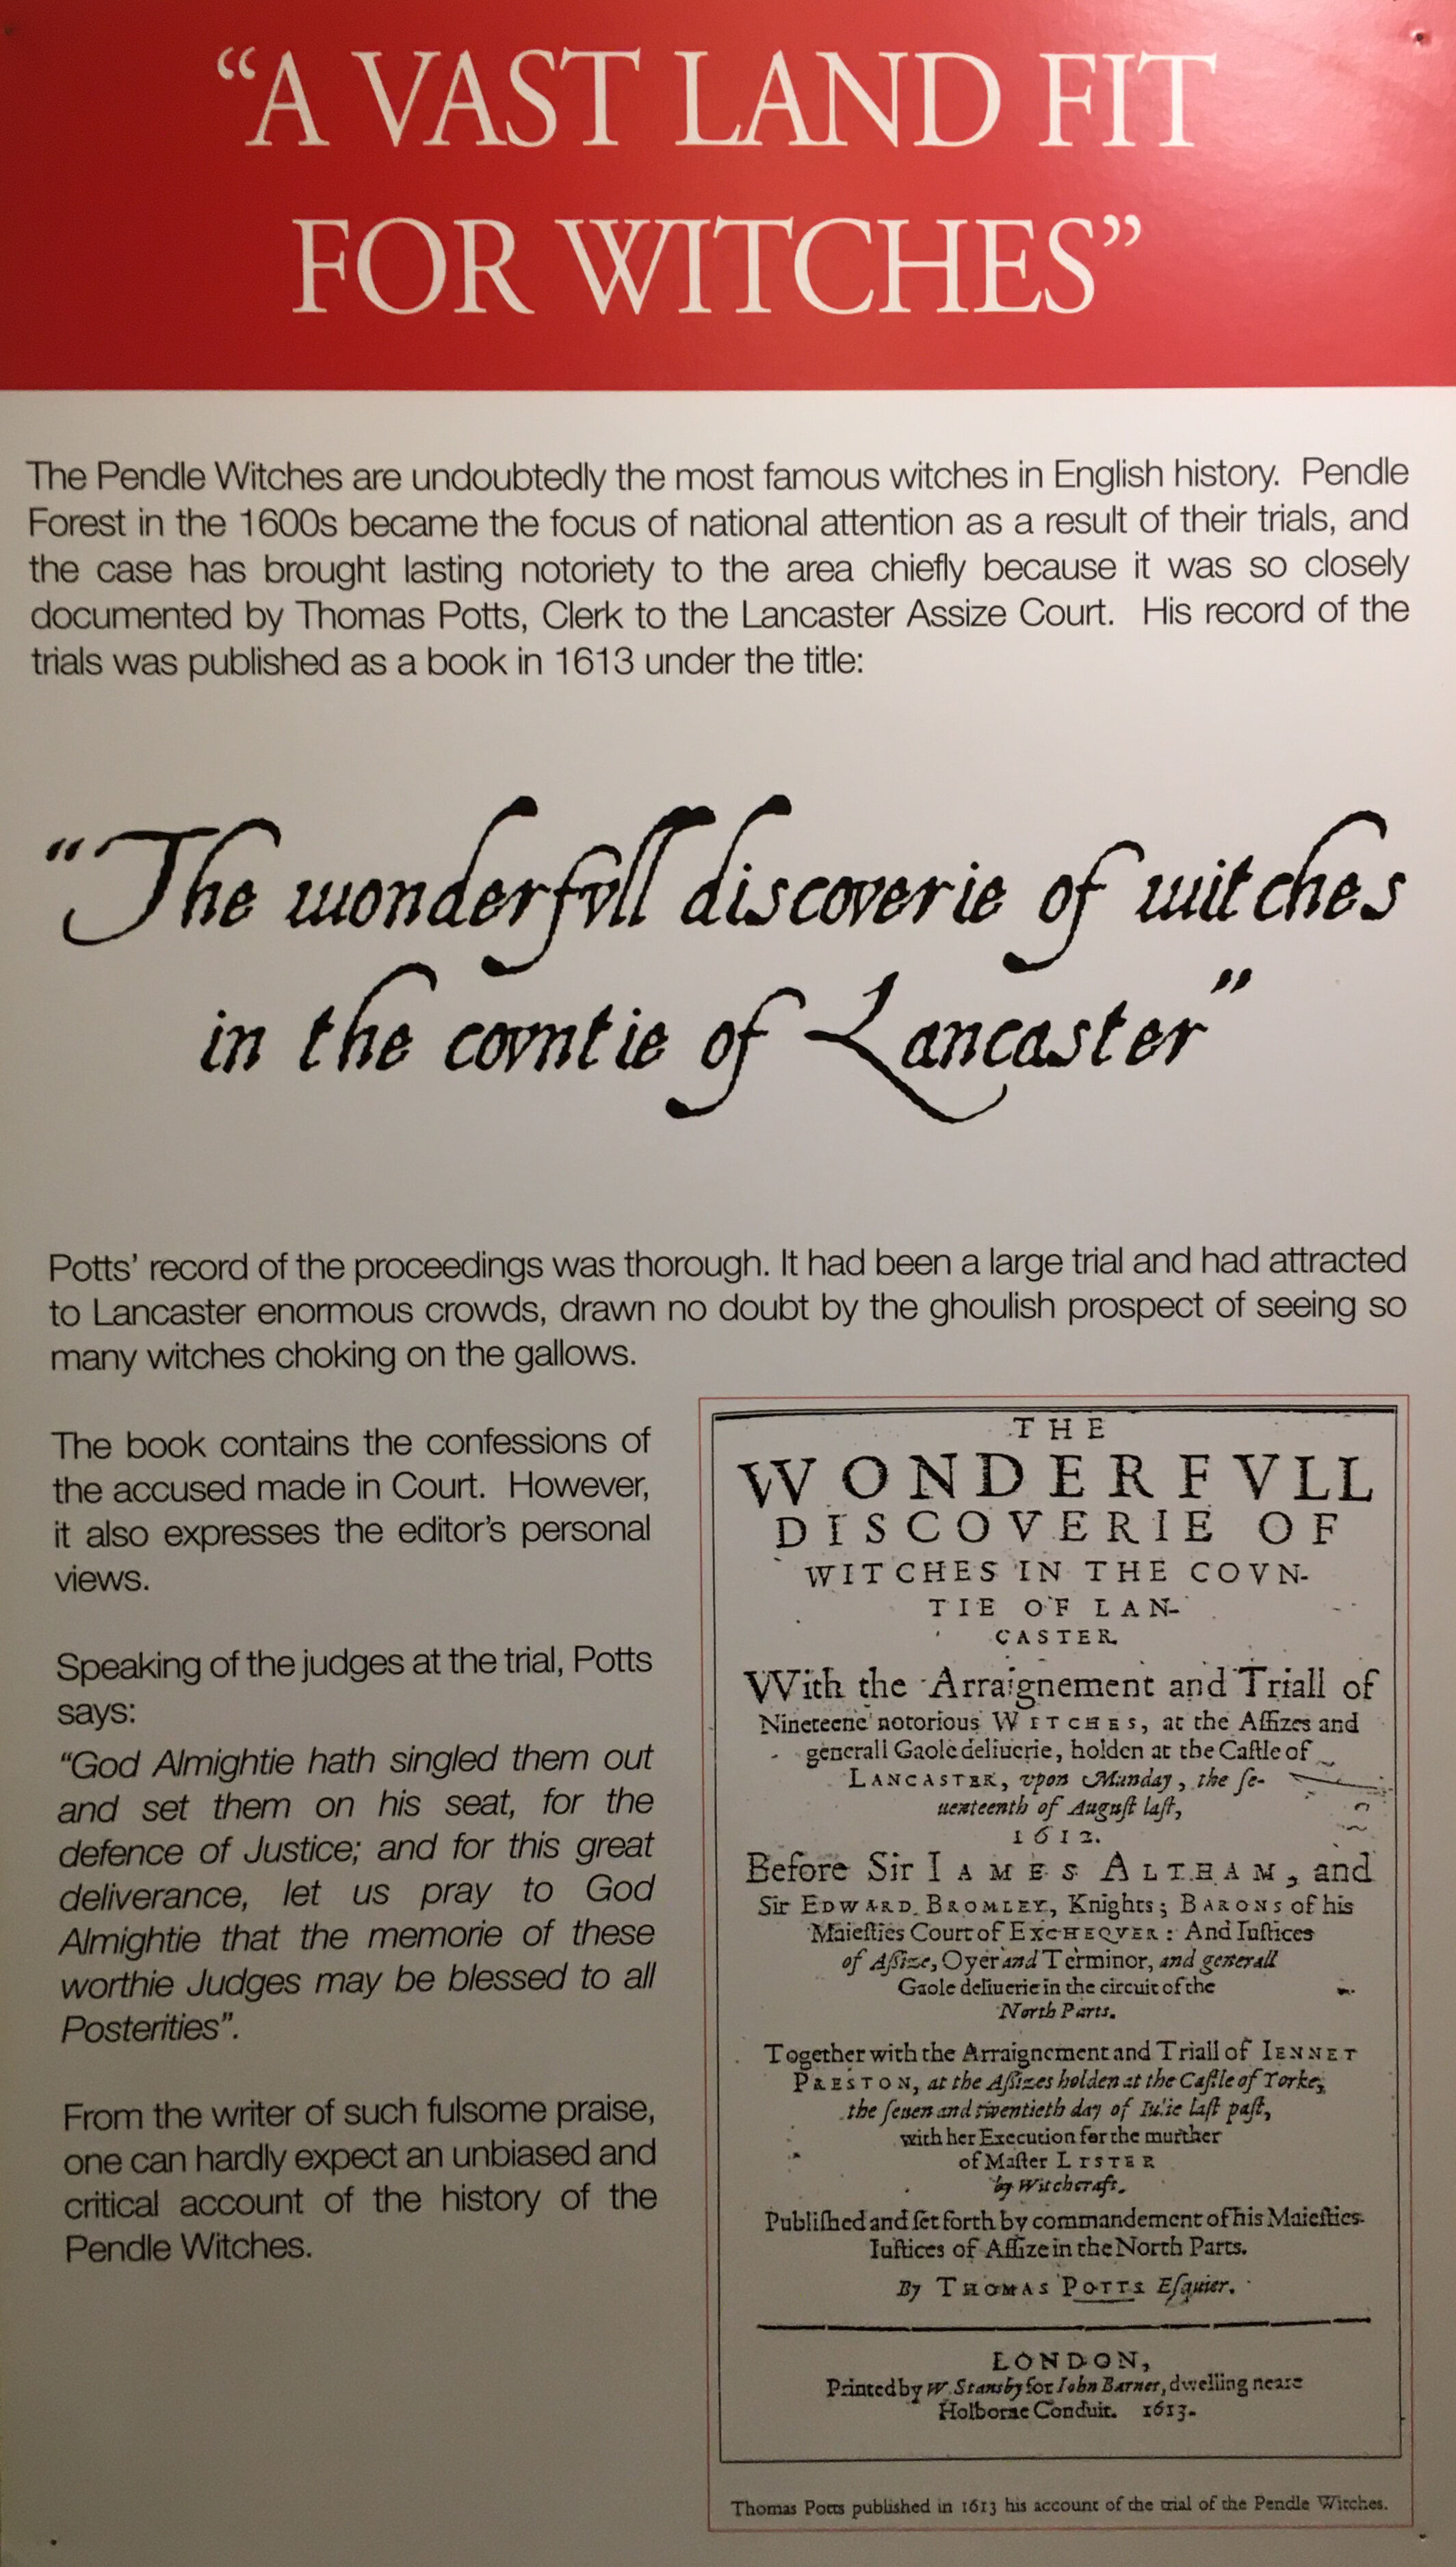 “A VAST LAND FIT
FOR WITCHES”
The Pendle Witches are undoubtedly the most famous witches in English history. Pendle
Forest in the 1600s became the focus of national attention as a result of their trials, and
the case has brought lasting notoriety to the area chiefly because it was so closely
documented by Thomas Potts, Clerk to the Lancaster Assize Court. His record of the
trials was published as a book in 1613 under the title:
“The wonderfvll discoverie of witches
in the covntie of Lancaster”
Potts’ record of the proceedings was thorough. It had been a large trial and had attracted
to Lancaster enormous crowds, drawn no doubt by the ghoulish prospect of seeing so
many witches choking on the gallows.
The book contains the confessions of
the accused made in Court. However,
it also expresses the editor’s personal
views.
Speaking of the judges at the trial, Potts
says:
“God Almightie hath singled them out
and set them on his seat, for the
defence of Justice; and for this great
deliverance, let us pray to God
Almightie that the memorie of these
worthie Judges may be blessed to all
Posterities”.
From the writer of such fulsome praise,
one can hardly expect an unbiased and
critical account of the history of the
Pendle Witches.
THE
WONDERFVLL
DISCOVERIE OF
WITCHES IN THE COVN-
TIE OF LAN-
CASTER.
VVith the Arraignement and Triall of
Nineteene notorious WITCHES, at the Aſſizes and
generall Gaole deliuerie, holden at the Caſtle of
LANCASTER, vpon Munday, the ſe-
uenteenth of Auguſt laſt,
1612.
Before Sir IAMES ALTHAM, and
Sir EDWARD BROMLEY, Knights; BARONS of his
Maieſties Court of EXCHEQVER: And Iuſtices
of Aſsize, Oyer and Terminor, and generall
Gaole deliuerie in the circuit of the
North Parts.
Together with the Arraignement and Triall of IENNET
PRESTON, at the Aſsizes holden at the Caſtle of Yorke,
the ſeuen and twentieth day of Iulie laſt paſt,
with her Execution for the murther
of Maſter LISTER
by Witchcraft.
Publiſhed and ſet forth by commandement of his Maieſties
Iuſtices of Aſſize in the North Parts.
By THOMAS POTTS Eſquier.
LONDON,
Printed by W. Stansby for Iohn Barnes, dwelling neare
Holborne Conduit. 1613.
Thomas Potts published in 1613 his account of the trial of the Pendle Witches.